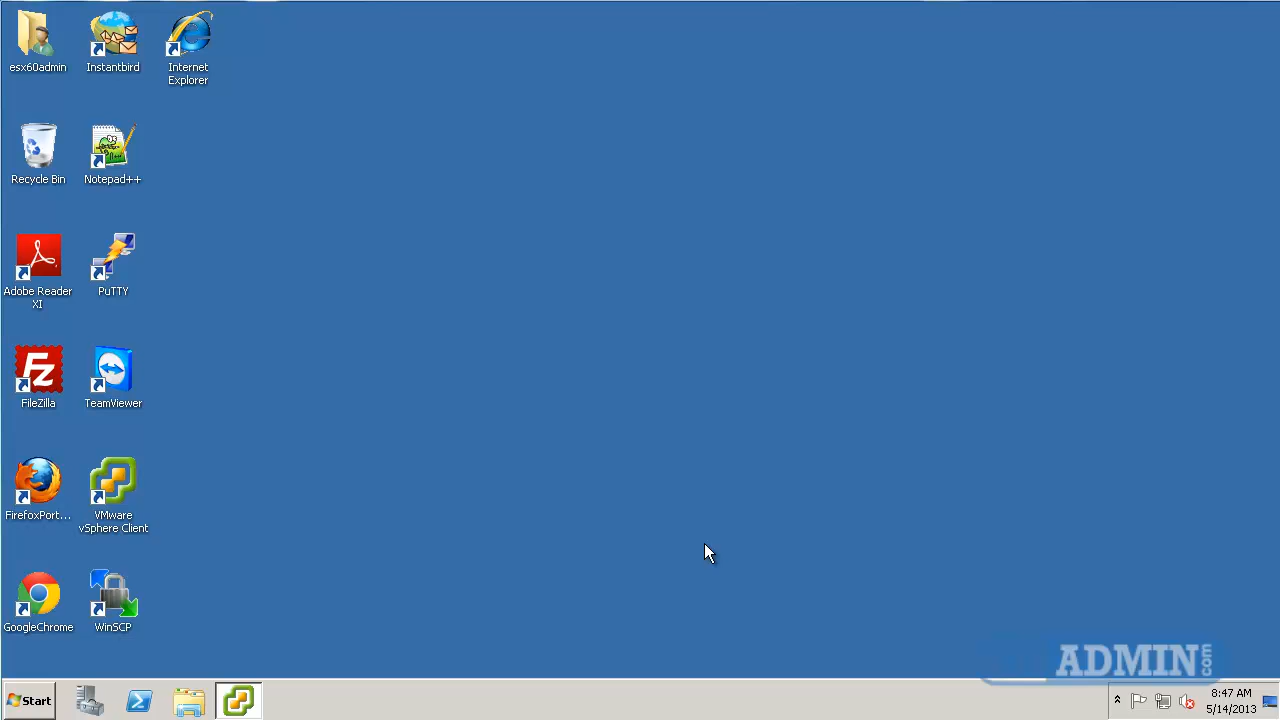 esx60admin
Instantbird
Internet
Explorer
Recycle Bin
Notepad++
Adobe Reader
XI
PuTTY
FileZilla
TeamViewer
FirefoxPort...
VMware
vSphere Client
GoogleChrome
WinSCP
ADMIN.com
Start
8:47 AM
5/14/2013